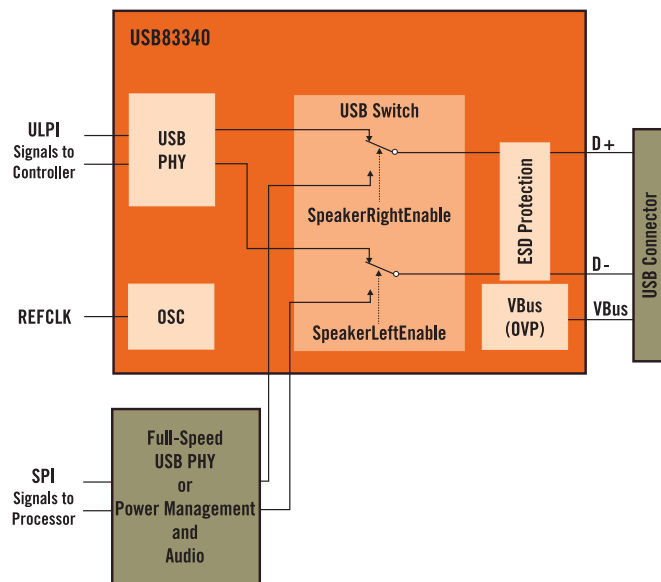 USB83340
ULPI
Signals to
Controller
USB
PHY
USB Switch
SpeakerRightEnable
SpeakerLeftEnable
ESD Protection
D+
D-
VBus
USB Connector
REFCLK
OSC
VBus
(OVP)
SPI
Signals to
Processor
Full-Speed
USB PHY
or
Power Management
and
Audio